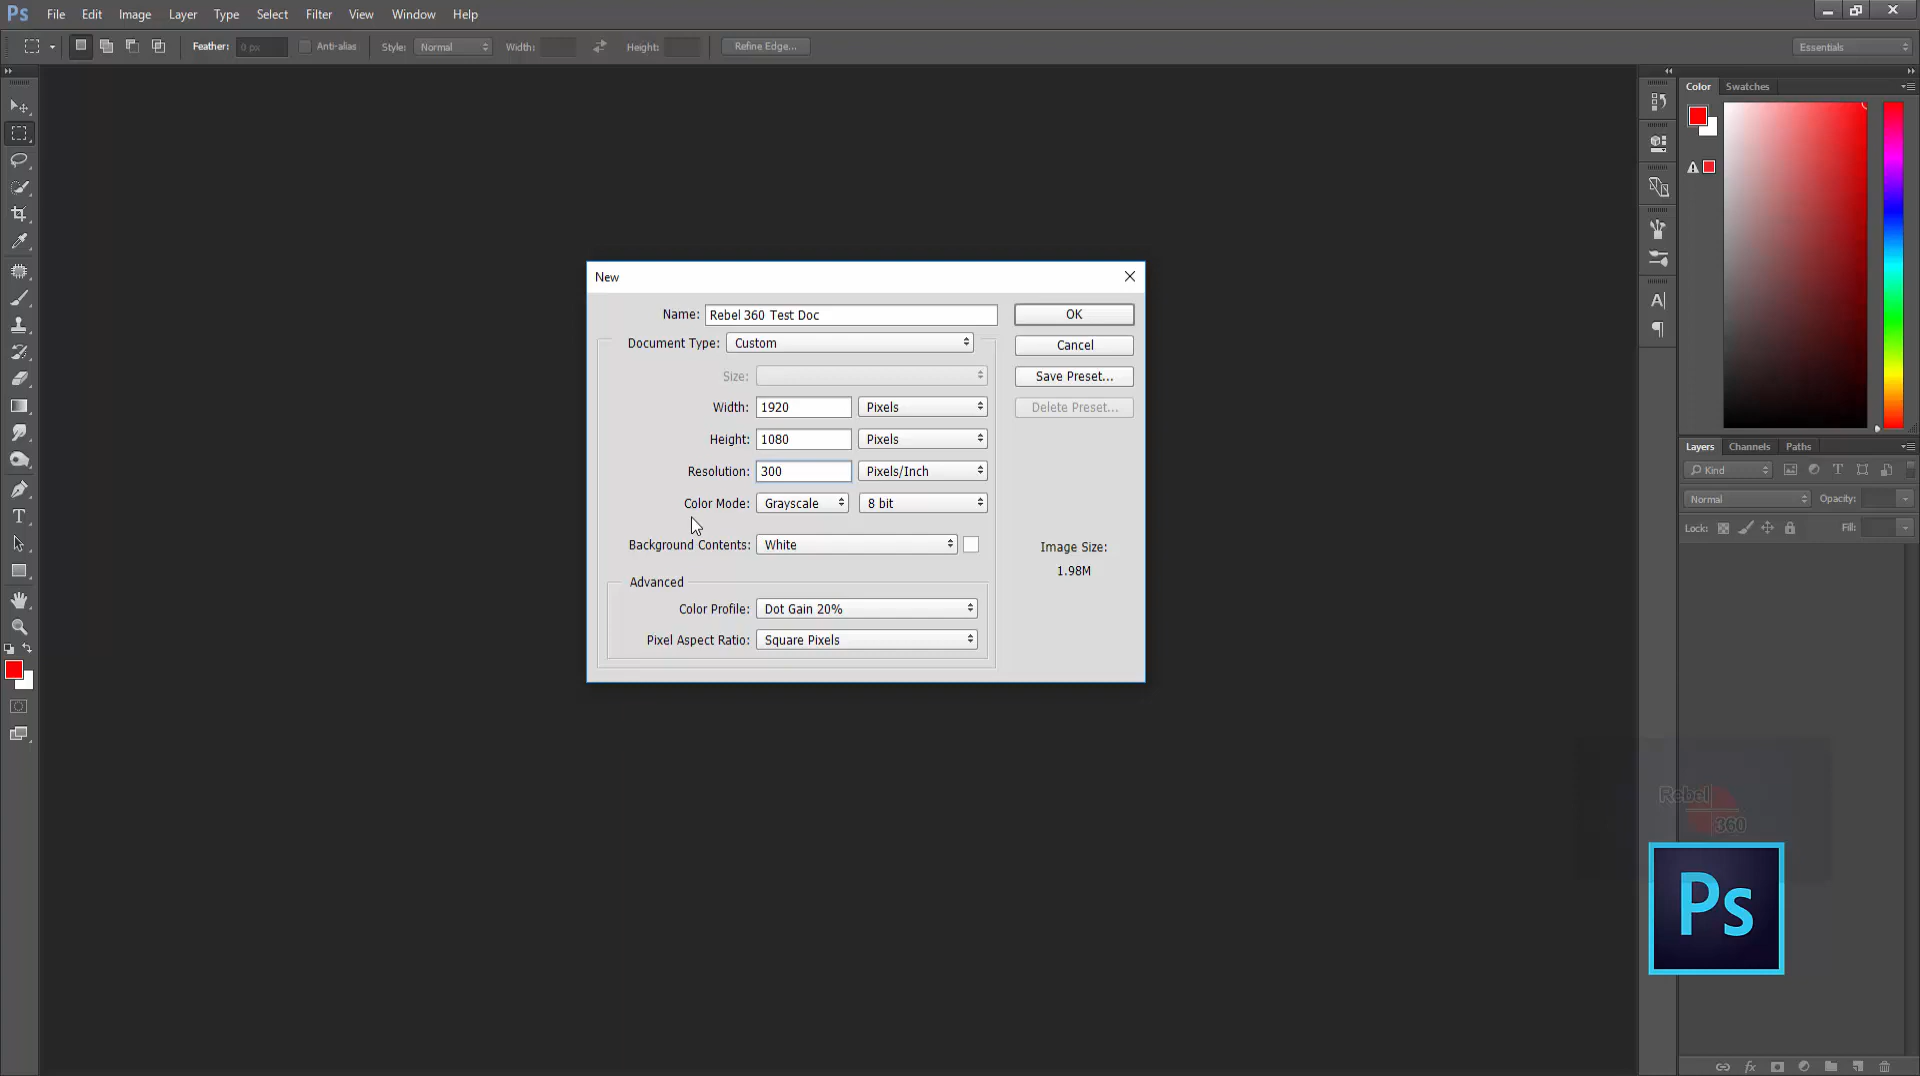 Ps File Edit Image Layer Type Select Filter View Window Help
Feather: 0 px Anti-alias Style: Normal Width: Height: Refine Edge... Essentials
Color Swatches
New
Name: Rebel 360 Test Doc OK
Document Type: Custom Cancel
Size: Save Preset...
Width: 1920 Pixels Delete Preset...
Height: 1080 Pixels
Resolution: 300 Pixels/Inch
Color Mode: Grayscale 8 bit
Background Contents: White
Image Size:
1.98M
Advanced
Color Profile: Dot Gain 20%
Pixel Aspect Ratio: Square Pixels
Layers Channels Paths
Kind
Normal Opacity:
Lock: Fill:
Rebel
360
Ps